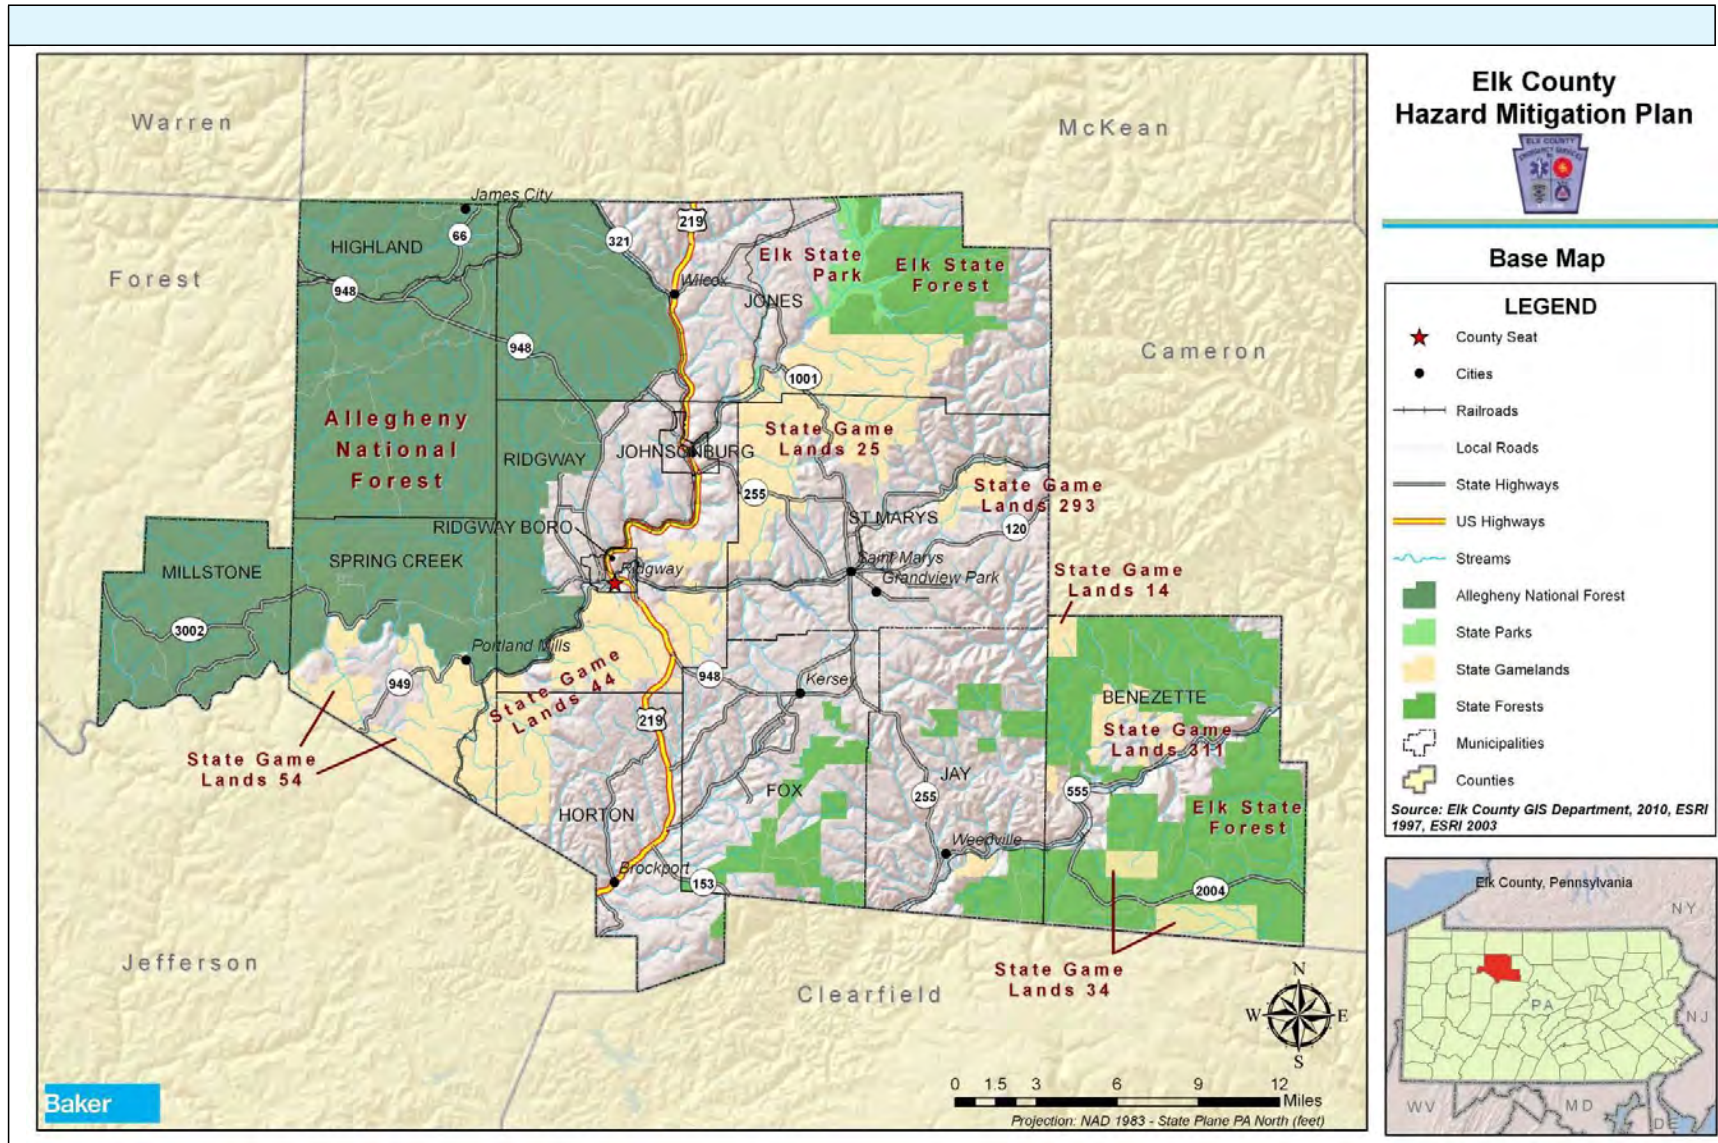 Elk County
Hazard Mitigation Plan
ELK COUNTY
EMERGENCY SERVICES
Base Map
LEGEND
County Seat
Cities
Railroads
Local Roads
State Highways
US Highways
Streams
Allegheny National Forest
State Parks
State Gamelands
State Forests
Municipalities
Counties
Source: Elk County GIS Department, 2010, ESRI
1997, ESRI 2003
Elk County, Pennsylvania
NY
PA
NJ
WV
MD
DE
Warren
McKean
Forest
Cameron
Jefferson
Clearfield
James City
HIGHLAND
66
948
321
219
Wilcox
JONES
Elk State
Park
Elk State
Forest
948
1001
Allegheny
National
Forest
RIDGWAY
JOHNSONBURG
State Game
Lands 25
255
State Game
Lands 293
ST MARYS
120
RIDGWAY BORO
MILLSTONE
SPRING CREEK
Ridgway
Saint Marys
Grandview Park
State Game
Lands 14
3002
Portland Mills
949
State Game
Lands 44
948
Kersey
219
BENEZETTE
State Game
Lands 311
State Game
Lands 54
HORTON
FOX
JAY
255
555
Elk State
Forest
Weedville
Brockport
153
2004
State Game
Lands 34
N
W
E
S
0 1.5 3 6 9 12
Miles
Projection: NAD 1983 - State Plane PA North (feet)
Baker